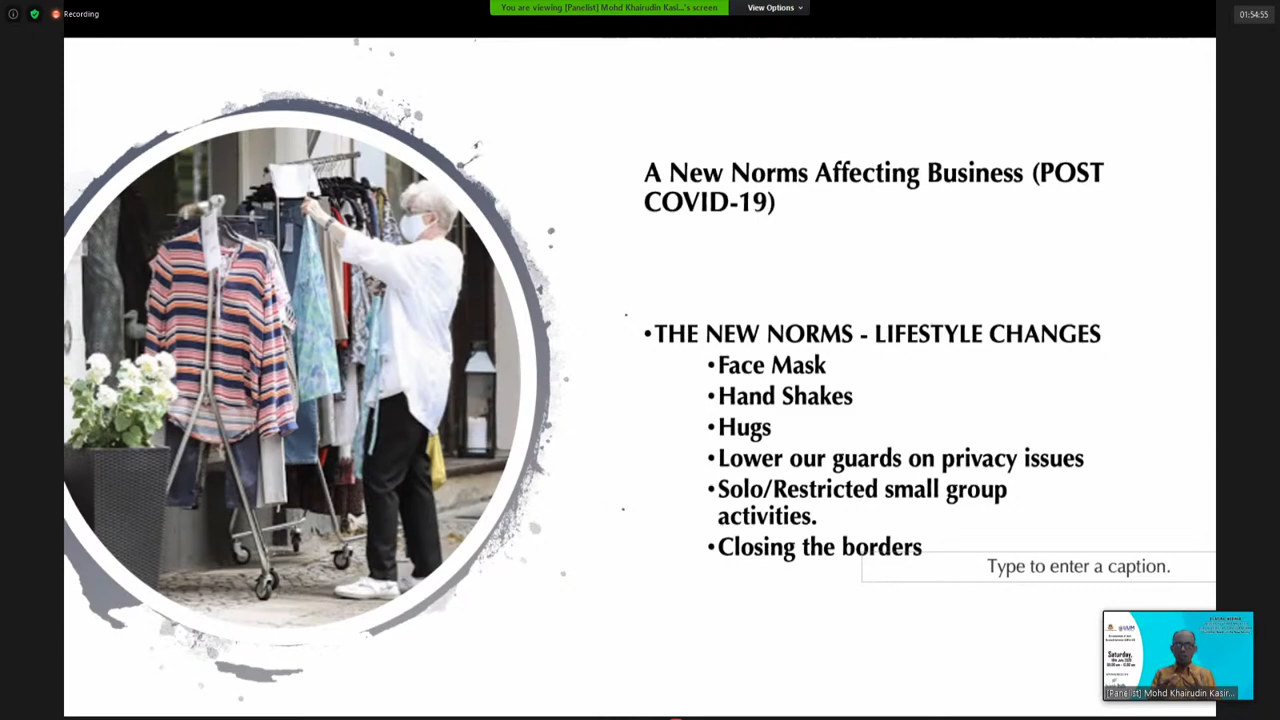 Recording
You are viewing [Panelist] Mohd Khairudin Kasi...'s screen
View Options
01:54:55
A New Norms Affecting Business (POST
COVID-19)
•THE NEW NORMS - LIFESTYLE CHANGES
•Face Mask
•Hand Shakes
•Hugs
•Lower our guards on privacy issues
•Solo/Restricted small group
activities.
•Closing the borders
Type to enter a caption.
UUM
Saturday,
[Panelist] Mohd Khairudin Kasir...